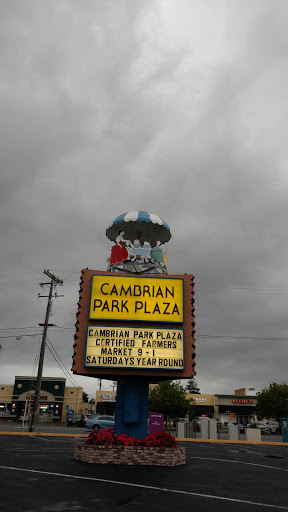 CAMBRIAN
PARK PLAZA
CAMBRIAN PARK PLAZA
CERTIFIED FARMERS
MARKET 9 - 1
SATURDAYS YEAR ROUND